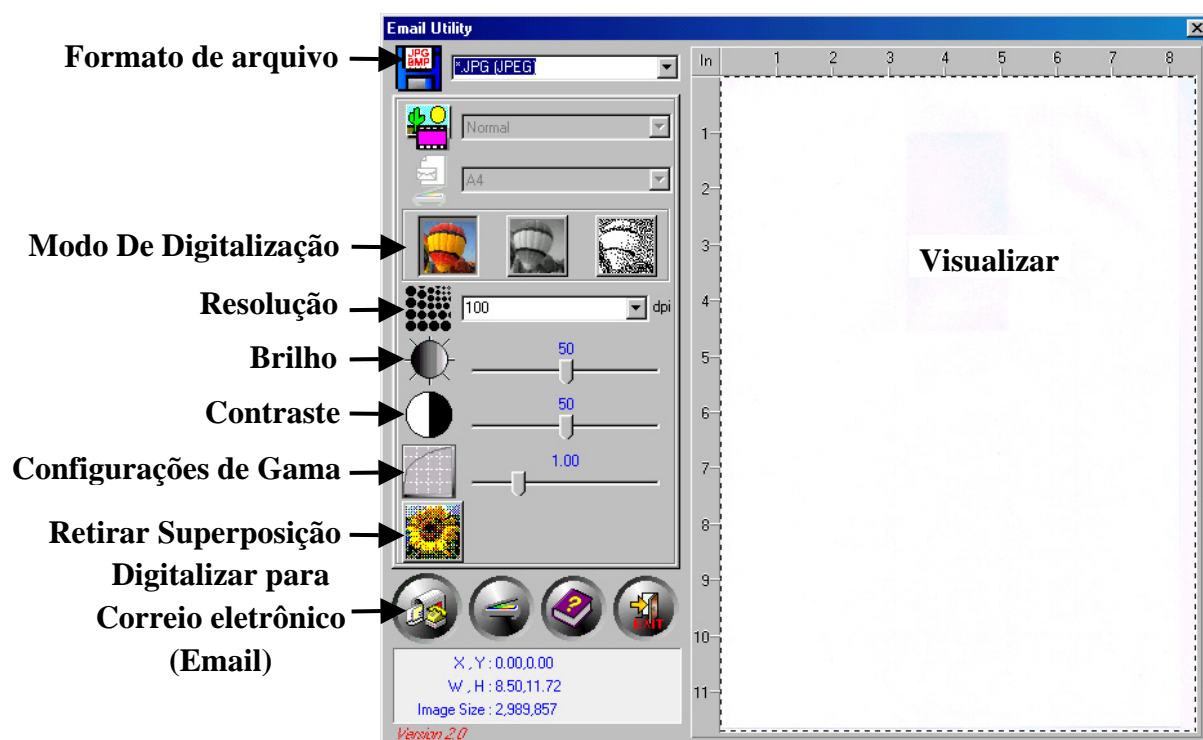 Email Utility
Formato de arquivo
JPG
BMP
*.JPG (JPEG)
In 1 2 3 4 5 6 7 8
Normal
A4
Modo De Digitalização
Resolução
100 dpi
Brilho
50
Contraste
50
Configurações de Gama
1.00
Retirar Superposição
Digitalizar para
Correio eletrônico
(Email)
?
EXIT
X , Y : 0.00,0.00
W , H : 8.50,11.72
Image Size : 2,989,857
Version 2.0
1
2
3
Visualizar
4
5
6
7
8
9
10
11